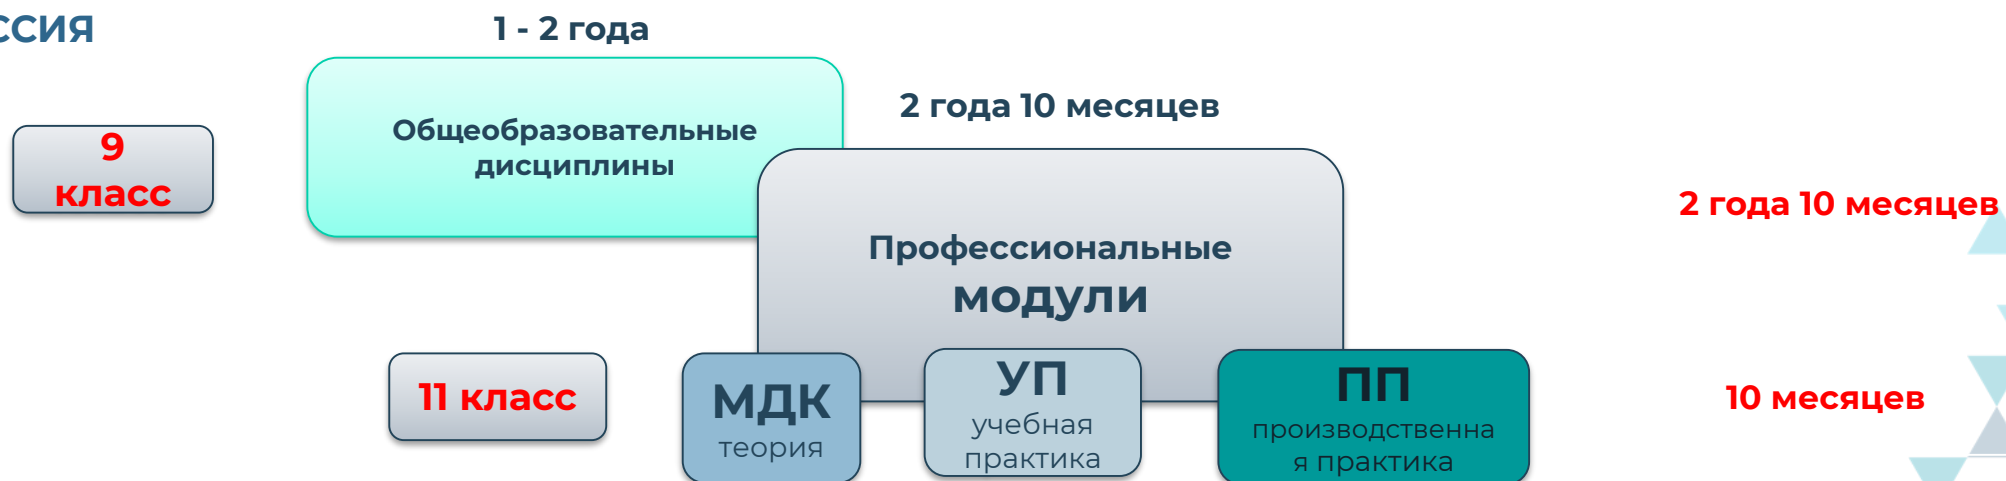 ССИЯ
1 - 2 года
2 года 10 месяцев
Общеобразовательные
дисциплины
9
класс
2 года 10 месяцев
Профессиональные
модули
11 класс
МДК
теория
УП
учебная
практика
ПП
производственна
я практика
10 месяцев